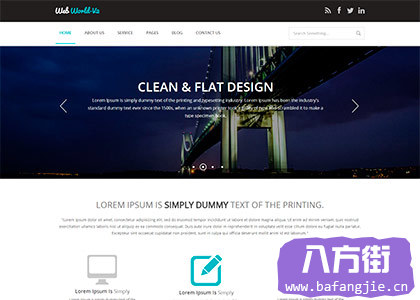 Web World-Vz
HOME ABOUT US SERVICE PAGES BLOG CONTACT US
Search Something...
CLEAN & FLAT DESIGN
Lorem Ipsum is simply dummy text of the printing and typesetting industry. Lorem Ipsum has been the industry's
standard dummy text ever since the 1500s, when an unknown printer took a galley of type and scrambled it to make a
type specimen book.
LOREM IPSUM IS SIMPLY DUMMY TEXT OF THE PRINTING.
Lorem Ipsum is Simply
Lorem Ipsum is Simply
八方街
www.bafangjie.cn